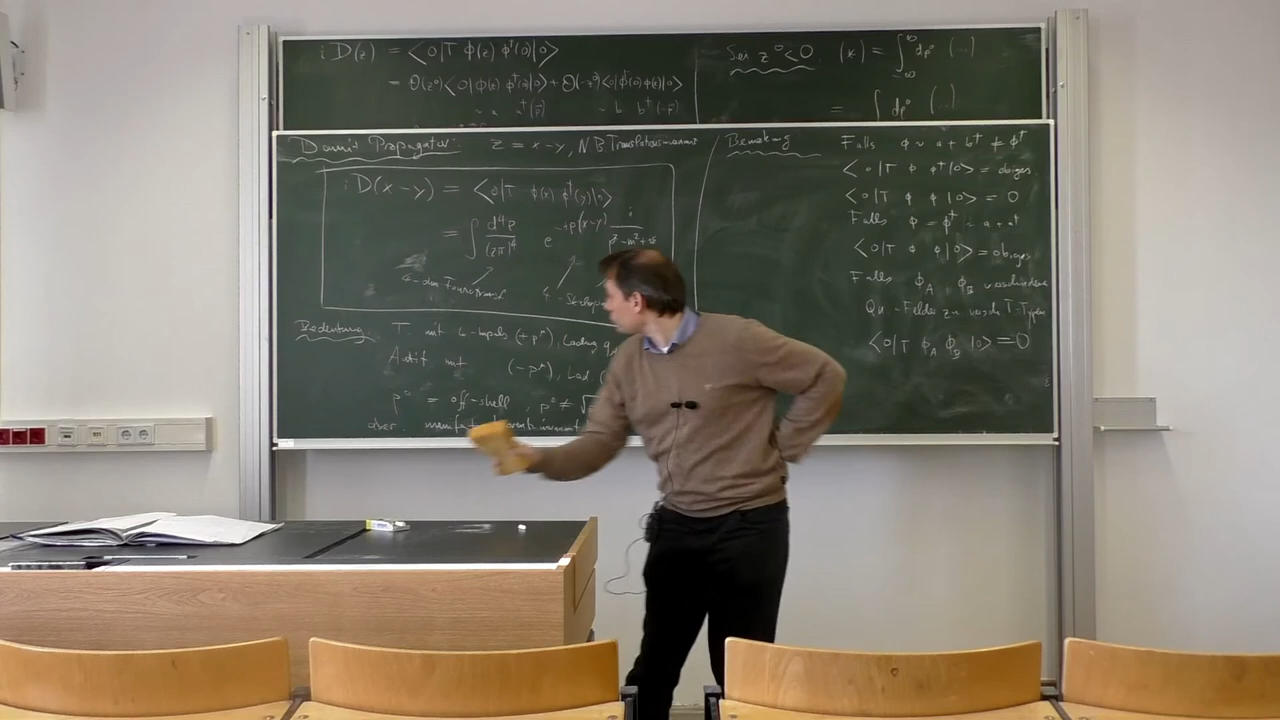 i D(z) = <0|T ϕ(z) ϕ†(0)|0>
= Θ(z⁰)<0|ϕ(z) ϕ†(0)|0> + Θ(-z⁰)<0|ϕ†(0) ϕ(z)|0>
~ a a†(p⃗) ~ b b†(-p⃗)
Sei z⁰<0 (*) = ∫_{-∞}^{∞} dp⁰ (...)
= ∫ dp⁰ (...)
Damit Propagator: z = x-y, NB Translationsinvariant
i D(x-y) = <0|T ϕ(x) ϕ†(y)|0>
= ∫ d⁴p/(2π)⁴ e^{-ip(x-y)} i/(p²-m²+iε)
4-dim Fouriertransf
Bedeutung: T mit 4-Impuls (+p^μ), Ladung q
Antit mit (-p^μ), Lad
p⁰ = off-shell, p⁰ ≠ √
aber: manifest lorentzinvariant
Bemerkung Falls ϕ ~ a + b† ≠ ϕ†
<0|T ϕ ϕ†|0> = obiges
<0|T ϕ ϕ |0> = 0
Falls ϕ = ϕ† ~ a + a†
<0|T ϕ ϕ |0> = obiges
Falls ϕ_A, ϕ_B verschiedene
Qu-Felder zu versch T-Typen
<0|T ϕ_A ϕ_B |0> = 0